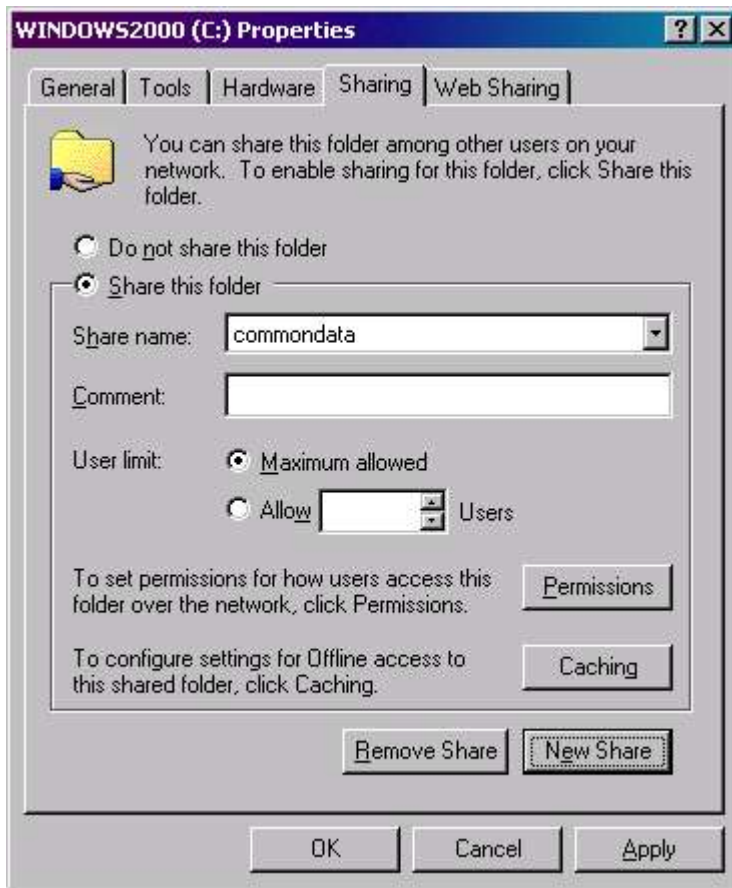 WINDOWS2000 (C:) Properties
General Tools Hardware Sharing Web Sharing
You can share this folder among other users on your
network. To enable sharing for this folder, click Share this
folder.
Do not share this folder
Share this folder
Share name: commondata
Comment:
User limit: Maximum allowed
Allow Users
To set permissions for how users access this
folder over the network, click Permissions.
Permissions
To configure settings for Offline access to
this shared folder, click Caching.
Caching
Remove Share New Share
OK Cancel Apply